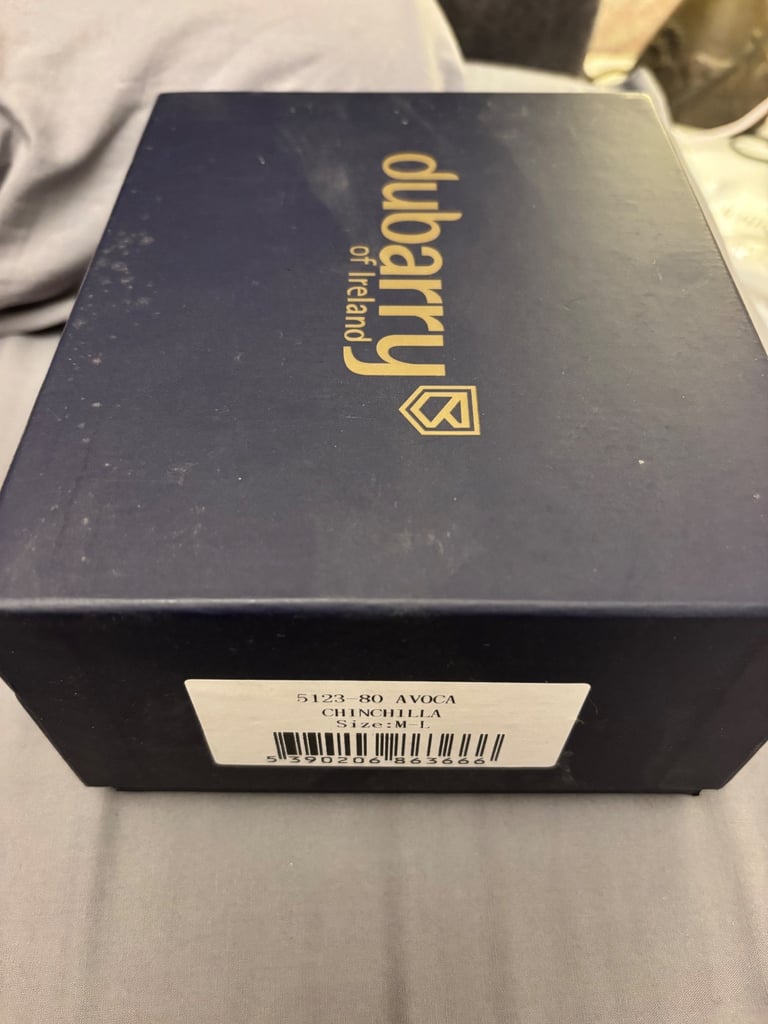 dubarry
of Ireland
5123-80 AVOCA
CHINCHILLA
Size:M-L
5 390206 863666